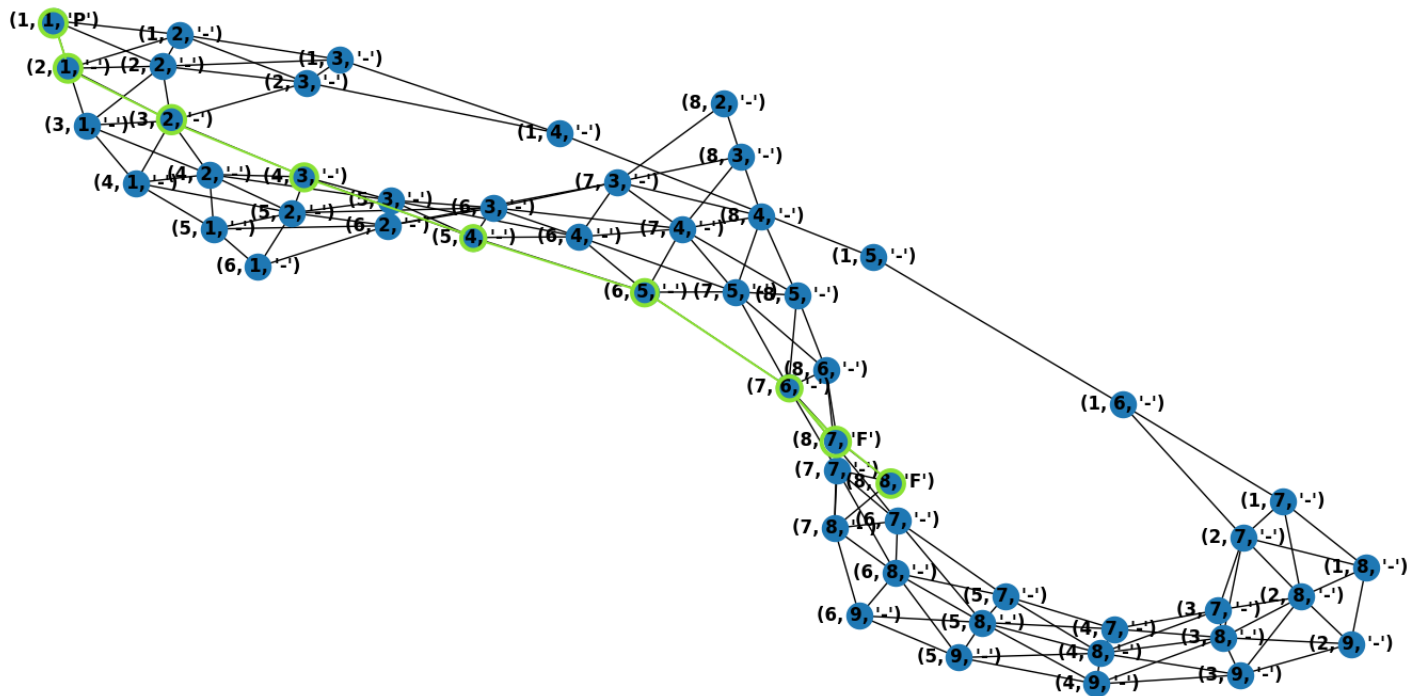 (1, 1, 'P')
(1, 2, '-')
(1, 3, '-')
(2, 1, '-')
(2, 2, '-')
(2, 3, '-')
(8, 2, '-')
(3, 1, '-')
(3, 2, '-')
(1, 4, '-')
(8, 3, '-')
(4, 1, '-')
(4, 2, '-')
(4, 3, '-')
(7, 3, '-')
(5, 3, '-')
(5, 2, '-')
(6, 3, '-')
(8, 4, '-')
(5, 1, '-')
(6, 2, '-')
(5, 4, '-')
(6, 4, '-')
(7, 4, '-')
(6, 1, '-')
(1, 5, '-')
(6, 5, '-')
(7, 5, '-')
(8, 5, '-')
(8, 6, '-')
(7, 6, '-')
(1, 6, '-')
(8, 7, 'F')
(7, 7, '-')
(8, 8, 'F')
(1, 7, '-')
(7, 8, '-')
(6, 7, '-')
(2, 7, '-')
(6, 8, '-')
(1, 8, '-')
(5, 7, '-')
(2, 8, '-')
(6, 9, '-')
(5, 8, '-')
(4, 7, '-')
(3, 7, '-')
(3, 8, '-')
(2, 9, '-')
(5, 9, '-')
(4, 8, '-')
(4, 9, '-')
(3, 9, '-')